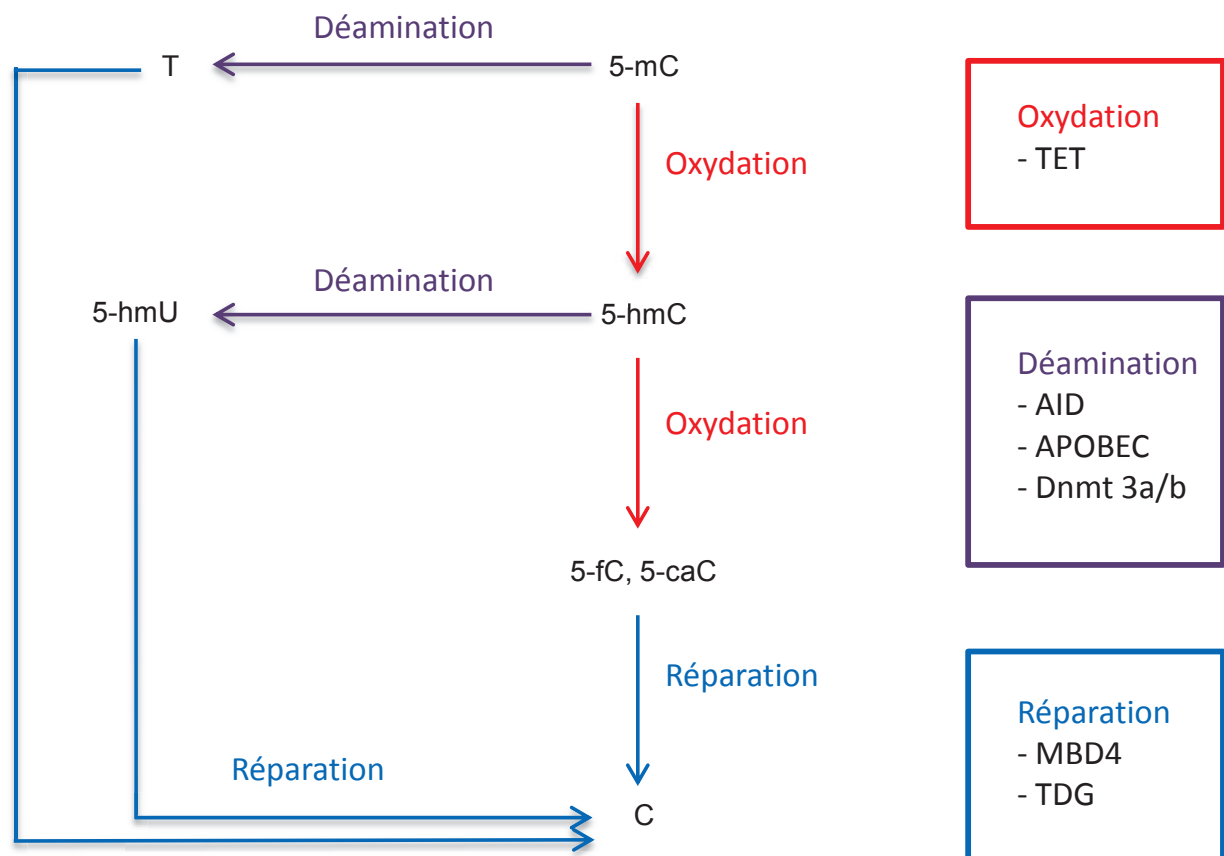 Déamination
T
5-mC
Oxydation
Déamination
5-hmU
5-hmC
Oxydation
5-fC, 5-caC
Réparation
Réparation
C
Oxydation
- TET
Déamination
- AID
- APOBEC
- Dnmt 3a/b
Réparation
- MBD4
- TDG